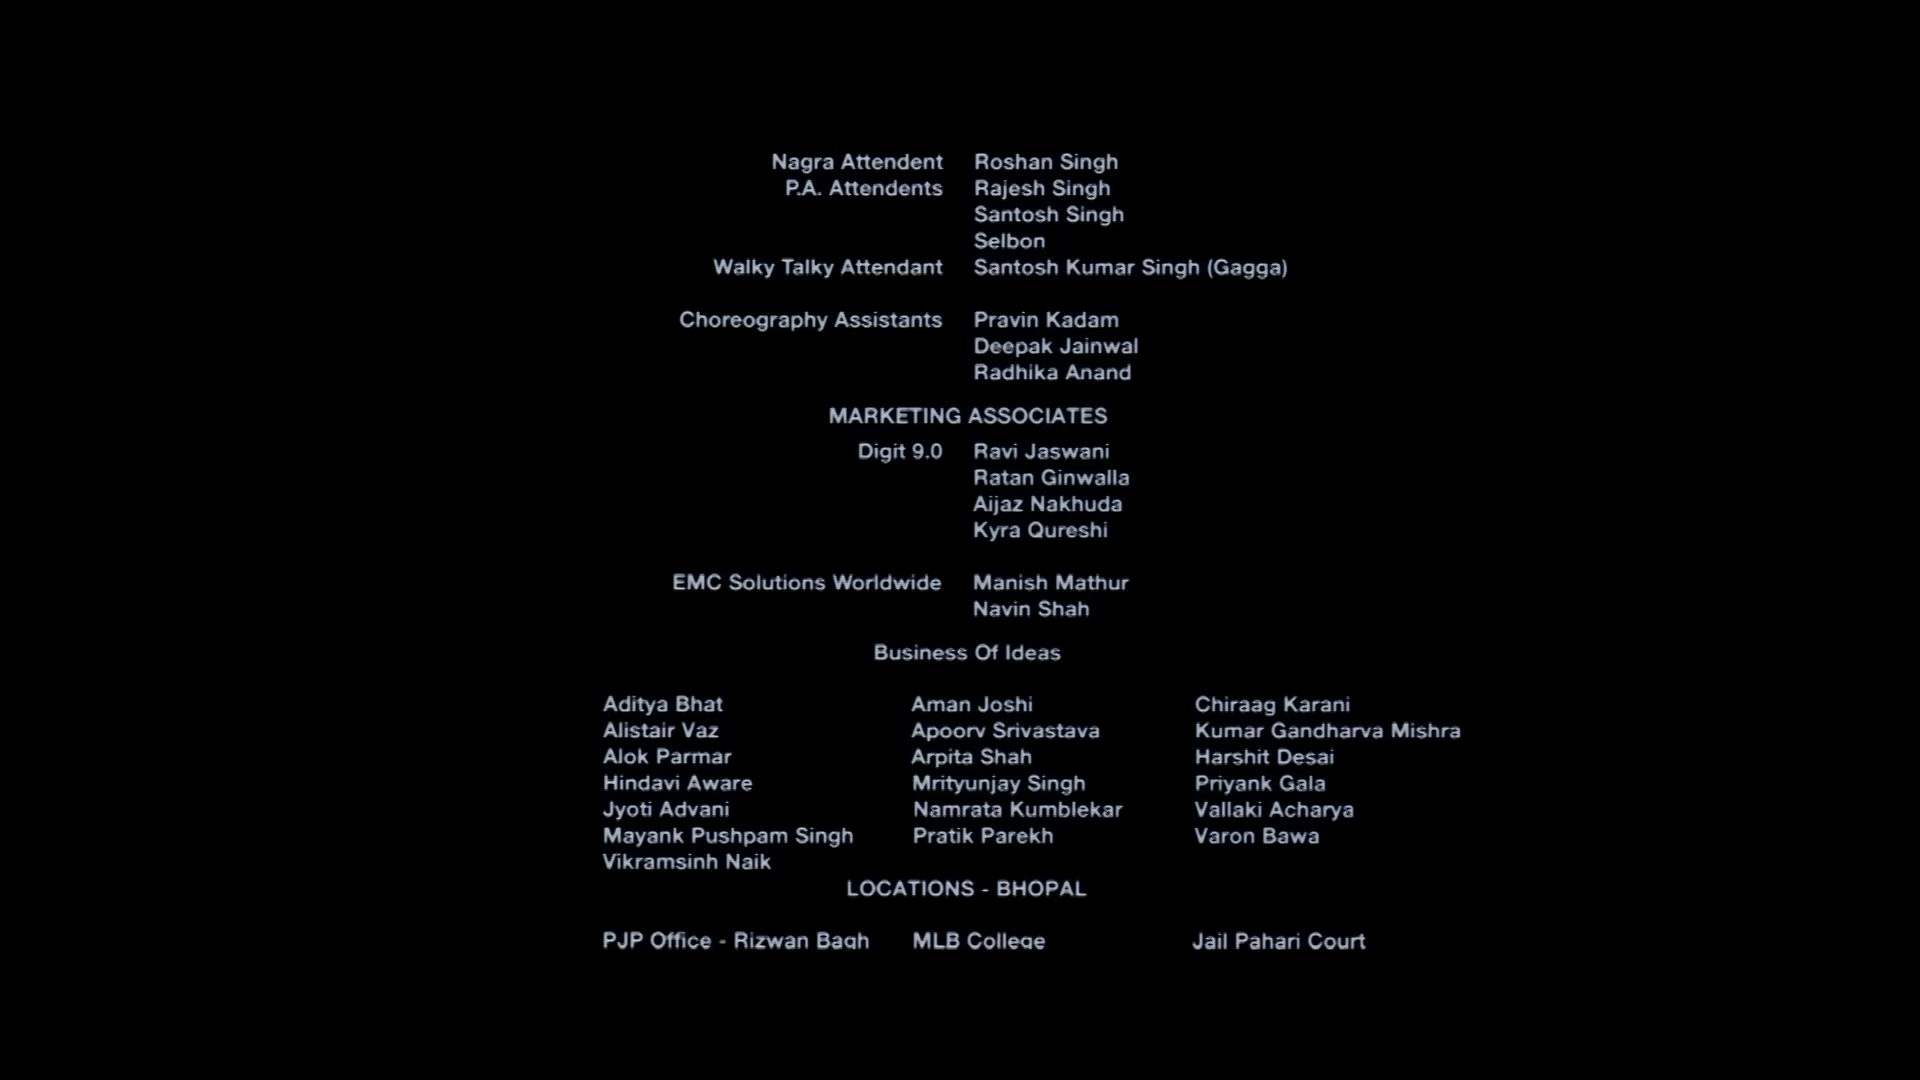 Nagra Attendent Roshan Singh
P.A. Attendents Rajesh Singh
Santosh Singh
Selbon
Walky Talky Attendant Santosh Kumar Singh (Gagga)
Choreography Assistants Pravin Kadam
Deepak Jainwal
Radhika Anand
MARKETING ASSOCIATES
Digit 9.0 Ravi Jaswani
Ratan Ginwalla
Aijaz Nakhuda
Kyra Qureshi
EMC Solutions Worldwide Manish Mathur
Navin Shah
Business Of Ideas
Aditya Bhat Aman Joshi Chiraag Karani
Alistair Vaz Apoorv Srivastava Kumar Gandharva Mishra
Alok Parmar Arpita Shah Harshit Desai
Hindavi Aware Mrityunjay Singh Priyank Gala
Jyoti Advani Namrata Kumblekar Vallaki Acharya
Mayank Pushpam Singh Pratik Parekh Varon Bawa
Vikramsinh Naik
LOCATIONS - BHOPAL
PJP Office - Rizwan Bagh MLB College Jail Pahari Court